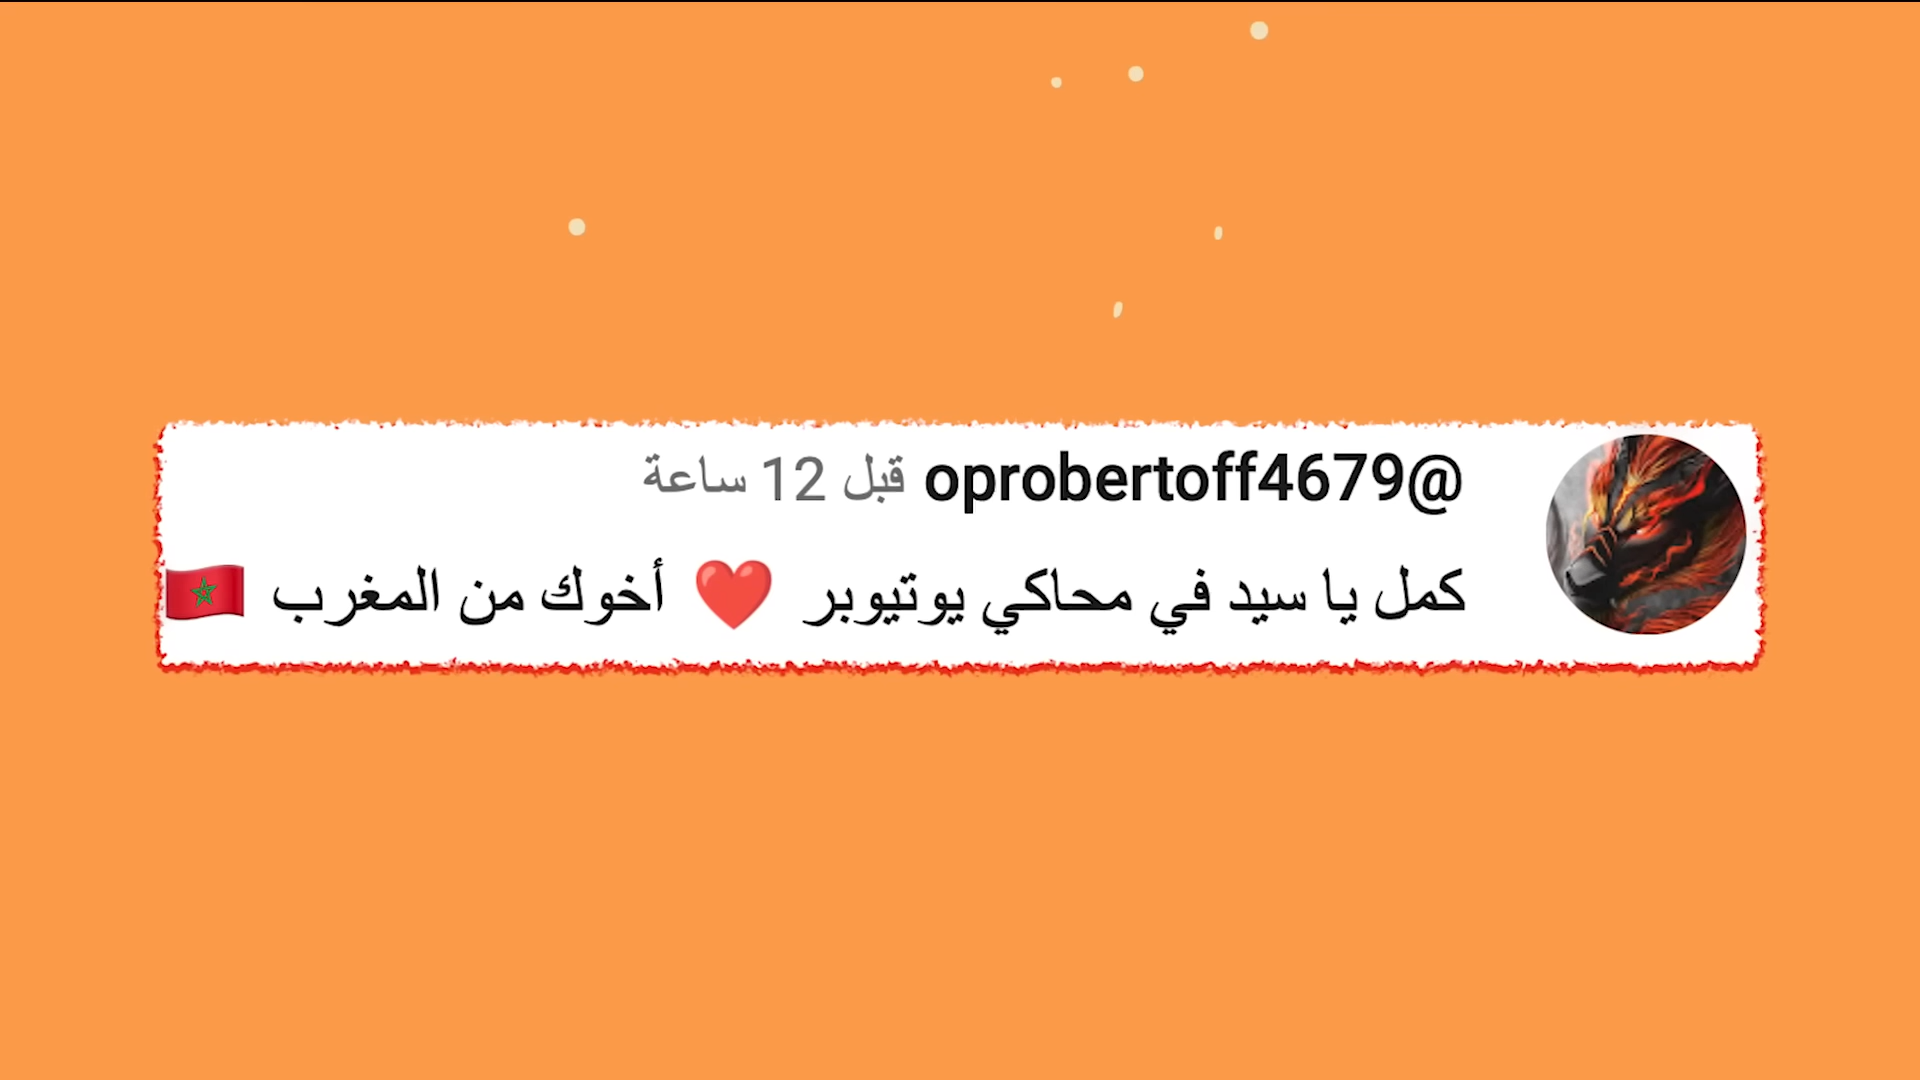 @oprobertoff4679 قبل 12 ساعة
كمل يا سيد في محاكي يوتيوبر ❤️ أخوك من المغرب 🇲🇦